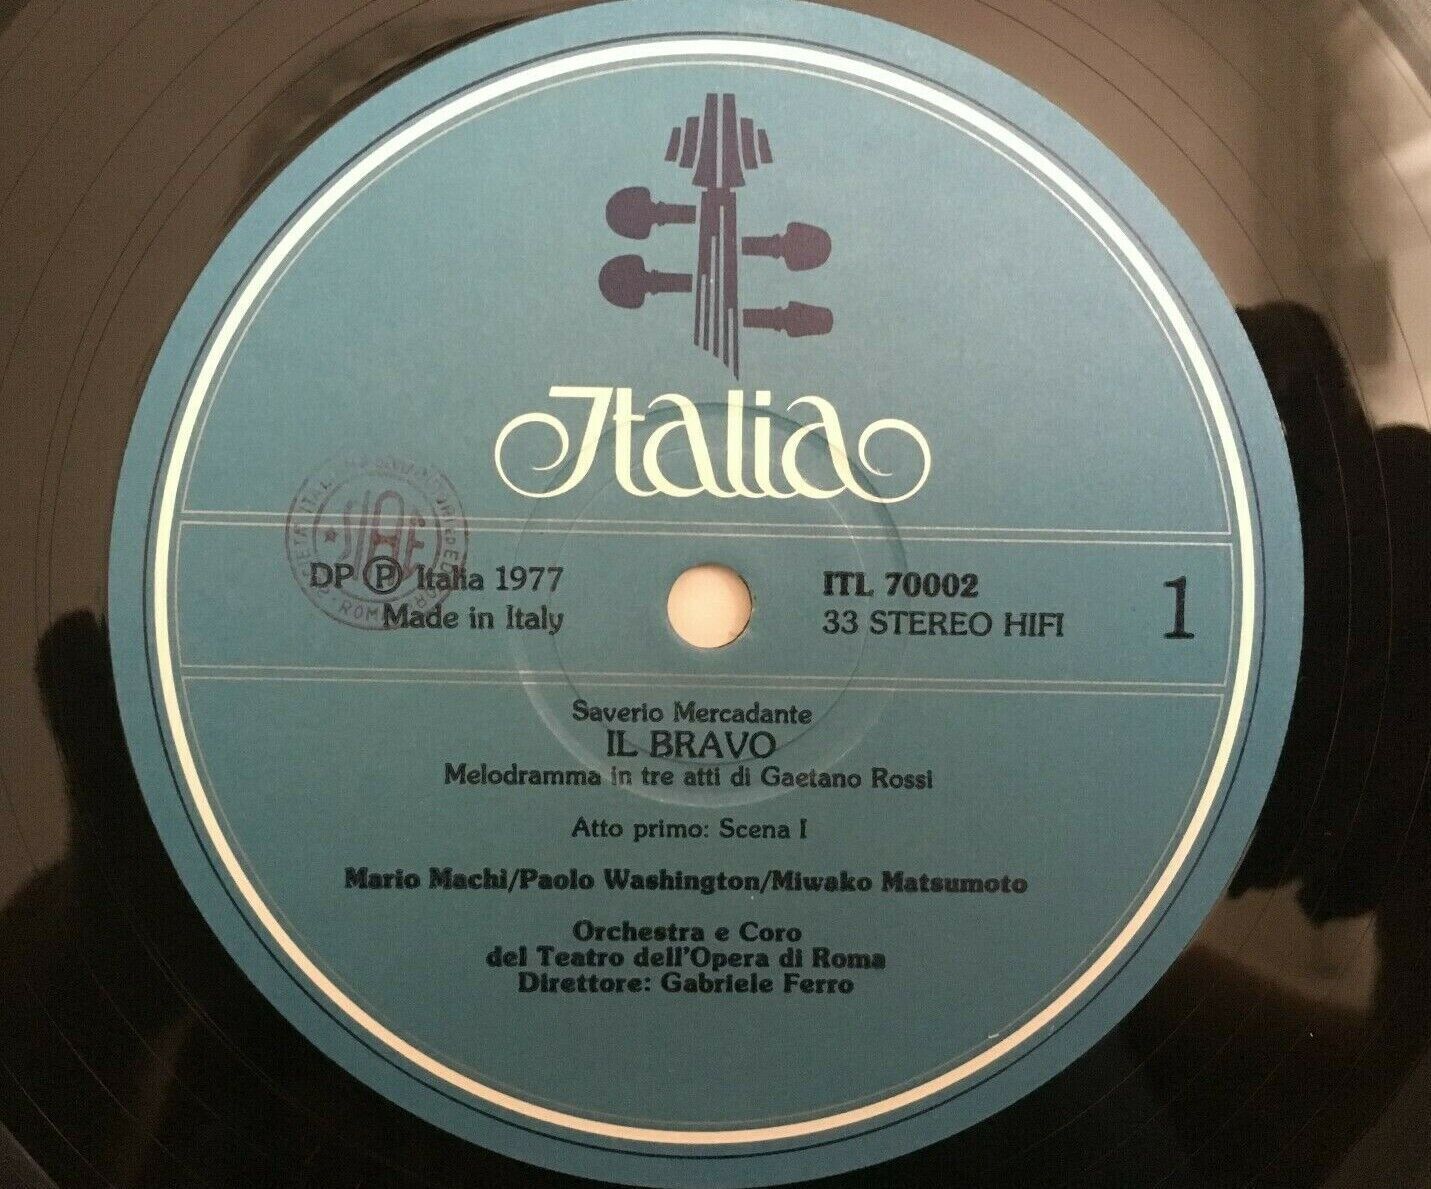 Italia
SIAE
DP Ⓟ Italia 1977
Made in Italy
ITL 70002
33 STEREO HIFI
1
Saverio Mercadante
IL BRAVO
Melodramma in tre atti di Gaetano Rossi
Atto primo: Scena I
Mario Machì/Paolo Washington/Miwako Matsumoto
Orchestra e Coro
del Teatro dell'Opera di Roma
Direttore: Gabriele Ferro